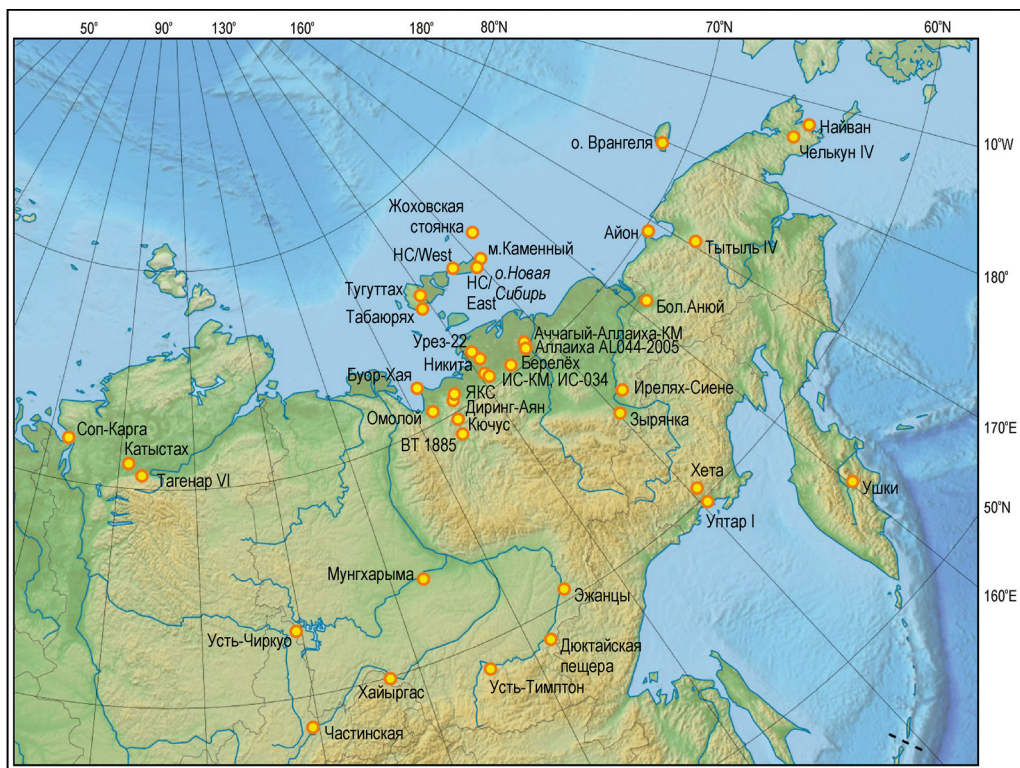 50° 90° 130° 160° 180° 80°N 70°N 60°N
Найван
о. Врангеля
Челькун IV
10°W
Жоховская
стоянка
Айон
Тытыль IV
НС/West
м.Каменный
НС/
East
о.Новая
Сибирь
180°
Тугуттах
Табаюрях
Бол.Анюй
Аччагый-Аллаиха-КМ
Аллаиха AL044-2005
Урез-22
Никита
Берелёх
Буор-Хая
ИС-КМ, ИС-034
Ирелях-Сиене
ЯКС
Диринг-Аян
Омолой
Кючус
Зырянка
170°E
ВТ 1885
Соп-Карга
Катыстах
Тагенар VI
Хета
Ушки
Уптар I
50°N
Мунгхарыма
Эжанцы
160°E
Усть-Чиркуо
Дюктайская
пещера
Хайыргас
Усть-Тимптон
Частинская